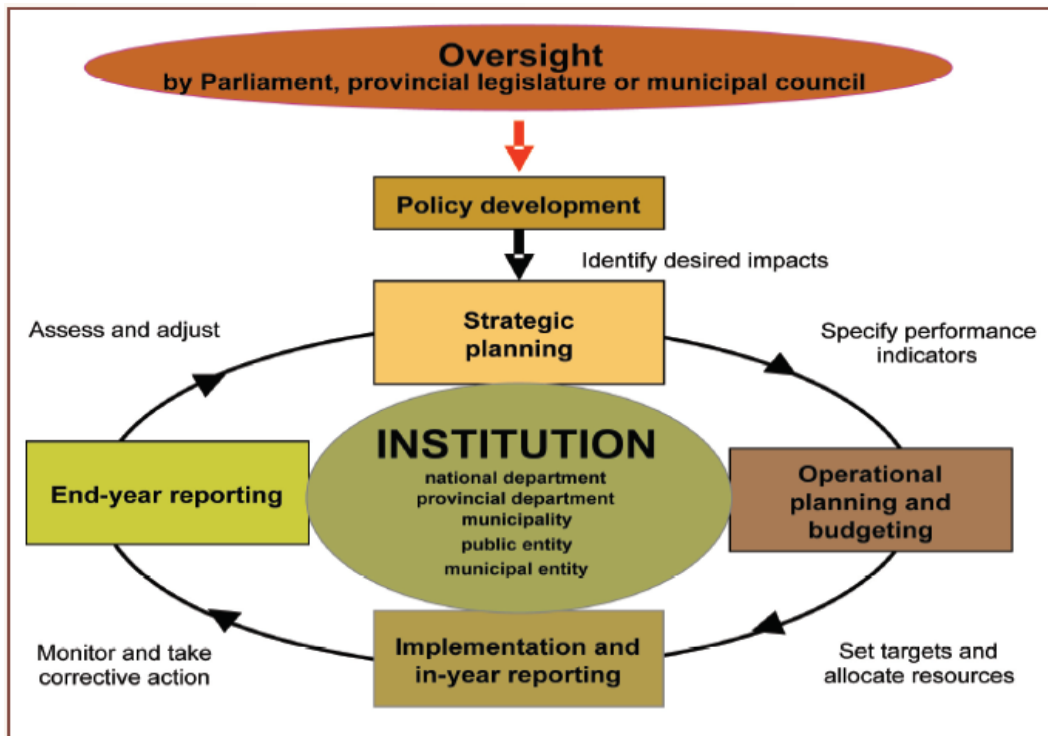 Oversight
by Parliament, provincial legislature or municipal council
Policy development
Identify desired impacts
Strategic
planning
Assess and adjust
Specify performance
indicators
INSTITUTION
national department
provincial department
municipality
public entity
municipal entity
End-year reporting
Operational
planning and
budgeting
Implementation and
in-year reporting
Monitor and take
corrective action
Set targets and
allocate resources